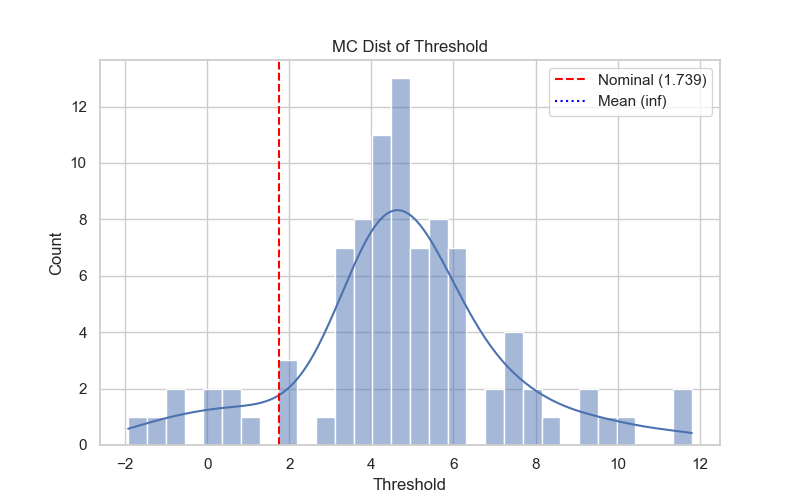 MC Dist of Threshold
Nominal (1.739)
Mean (inf)
Count
12
10
8
6
4
2
0
−2 0 2 4 6 8 10 12
Threshold